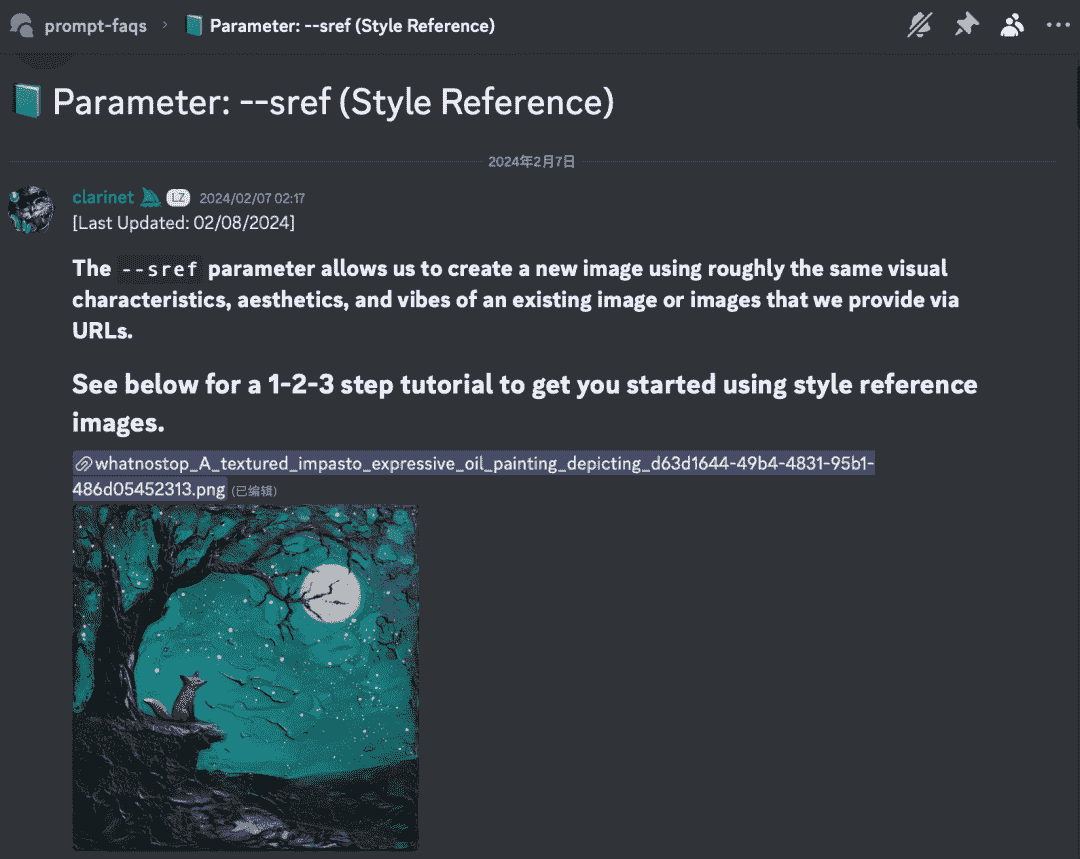 prompt-faqs › Parameter: --sref (Style Reference)
Parameter: --sref (Style Reference)
2024年2月7日
clarinet LZ 2024/02/07 02:17
[Last Updated: 02/08/2024]
The --sref parameter allows us to create a new image using roughly the same visual
characteristics, aesthetics, and vibes of an existing image or images that we provide via
URLs.
See below for a 1-2-3 step tutorial to get you started using style reference
images.
whatnostop_A_textured_impasto_expressive_oil_painting_depicting_d63d1644-49b4-4831-95b1-
486d05452313.png (已编辑)